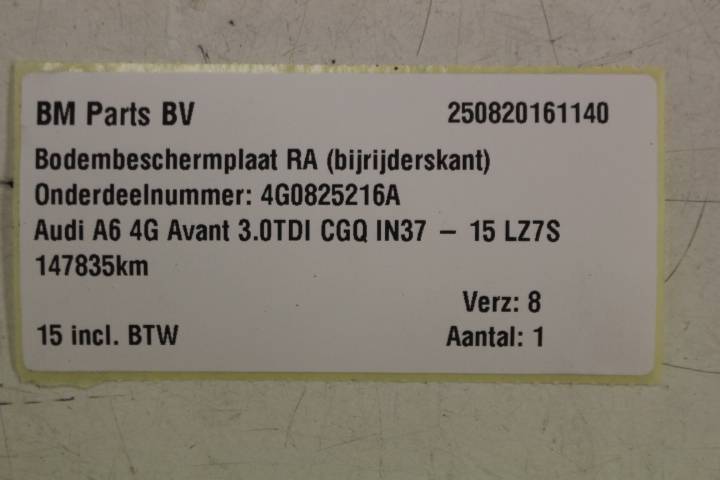 BM Parts BV 250820161140
Bodembeschermplaat RA (bijrijderskant)
Onderdeelnummer: 4G0825216A
Audi A6 4G Avant 3.0TDI CGQ IN37 – 15 LZ7S
147835km
Verz: 8
15 incl. BTW Aantal: 1